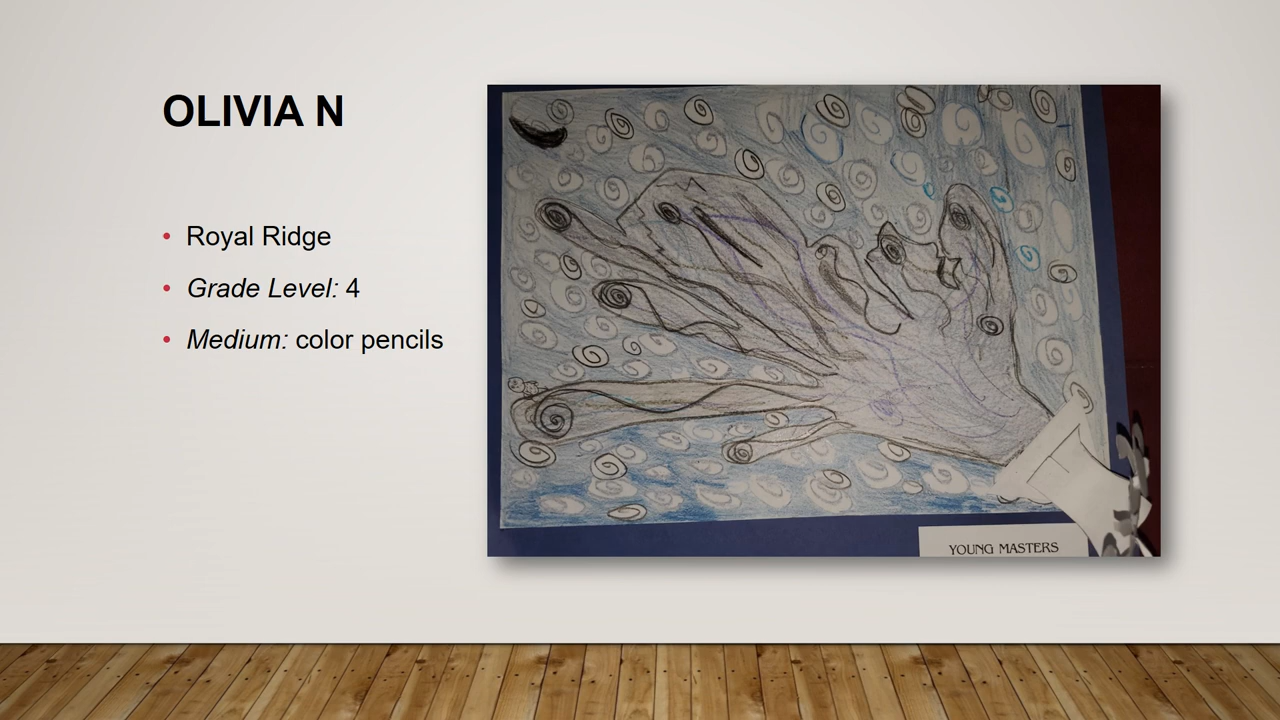 OLIVIA N
Royal Ridge
Grade Level: 4
Medium: color pencils
YOUNG MASTERS